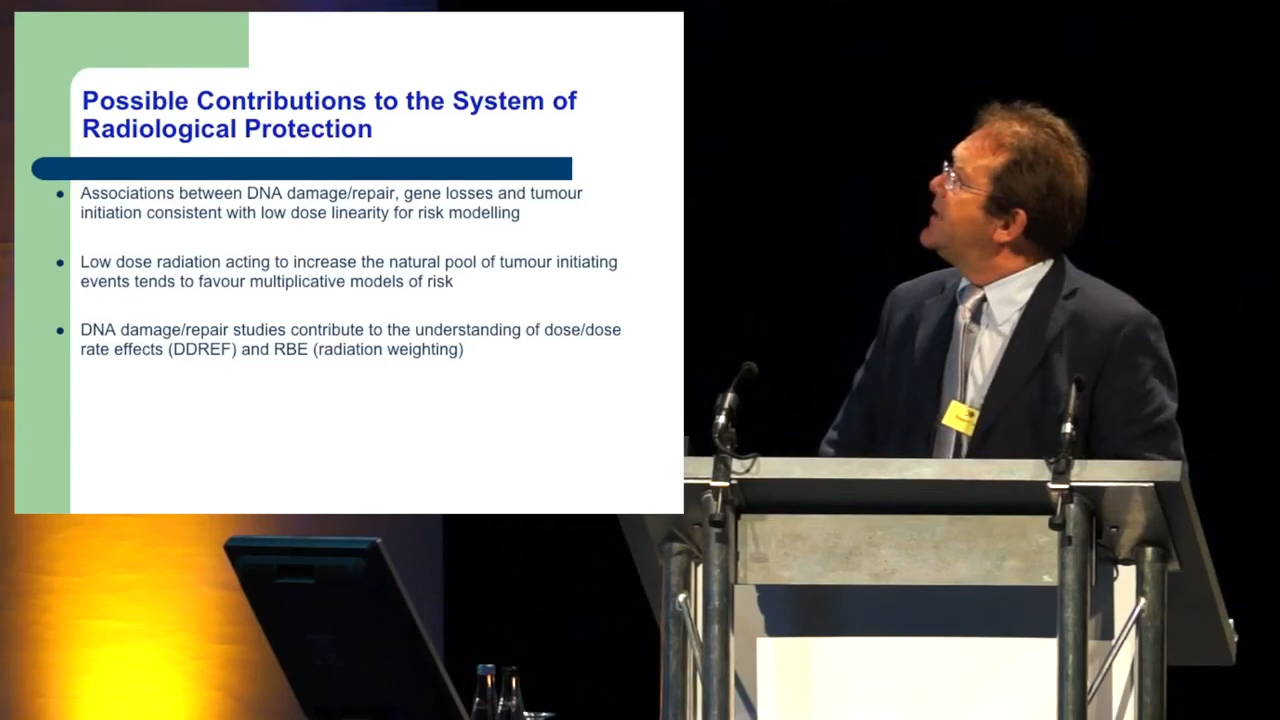 Possible Contributions to the System of
Radiological Protection
● Associations between DNA damage/repair, gene losses and tumour
initiation consistent with low dose linearity for risk modelling
● Low dose radiation acting to increase the natural pool of tumour initiating
events tends to favour multiplicative models of risk
● DNA damage/repair studies contribute to the understanding of dose/dose
rate effects (DDREF) and RBE (radiation weighting)